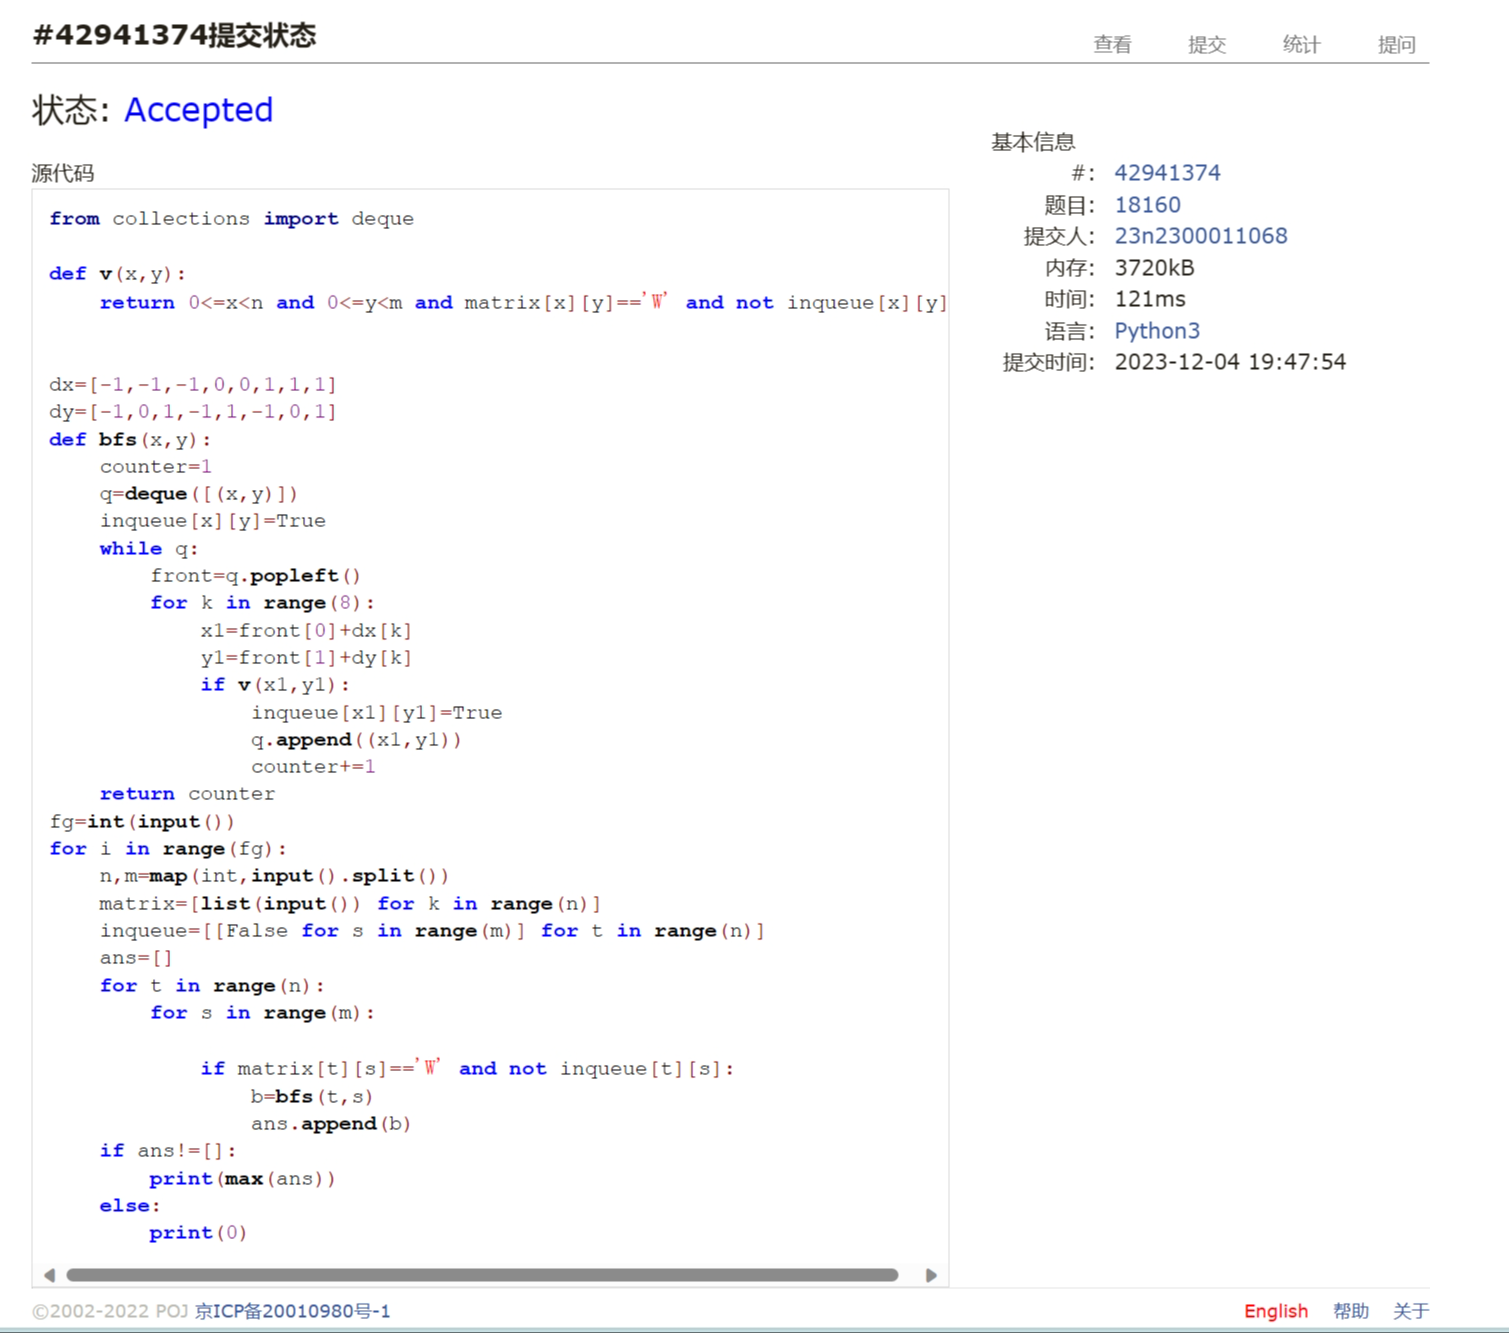 #42941374提交状态
查看 提交 统计 提问
状态: Accepted
源代码
from collections import deque

def v(x,y):
    return 0<=x<n and 0<=y<m and matrix[x][y]=='W' and not inqueue[x][y]


dx=[-1,-1,-1,0,0,1,1,1]
dy=[-1,0,1,-1,1,-1,0,1]
def bfs(x,y):
    counter=1
    q=deque([(x,y)])
    inqueue[x][y]=True
    while q:
        front=q.popleft()
        for k in range(8):
            x1=front[0]+dx[k]
            y1=front[1]+dy[k]
            if v(x1,y1):
                inqueue[x1][y1]=True
                q.append((x1,y1))
                counter+=1
    return counter
fg=int(input())
for i in range(fg):
    n,m=map(int,input().split())
    matrix=[list(input()) for k in range(n)]
    inqueue=[[False for s in range(m)] for t in range(n)]
    ans=[]
    for t in range(n):
        for s in range(m):

            if matrix[t][s]=='W' and not inqueue[t][s]:
                b=bfs(t,s)
                ans.append(b)
    if ans!=[]:
        print(max(ans))
    else:
        print(0)
基本信息
#: 42941374
题目: 18160
提交人: 23n2300011068
内存: 3720kB
时间: 121ms
语言: Python3
提交时间: 2023-12-04 19:47:54
©2002-2022 POJ 京ICP备20010980号-1
English 帮助 关于